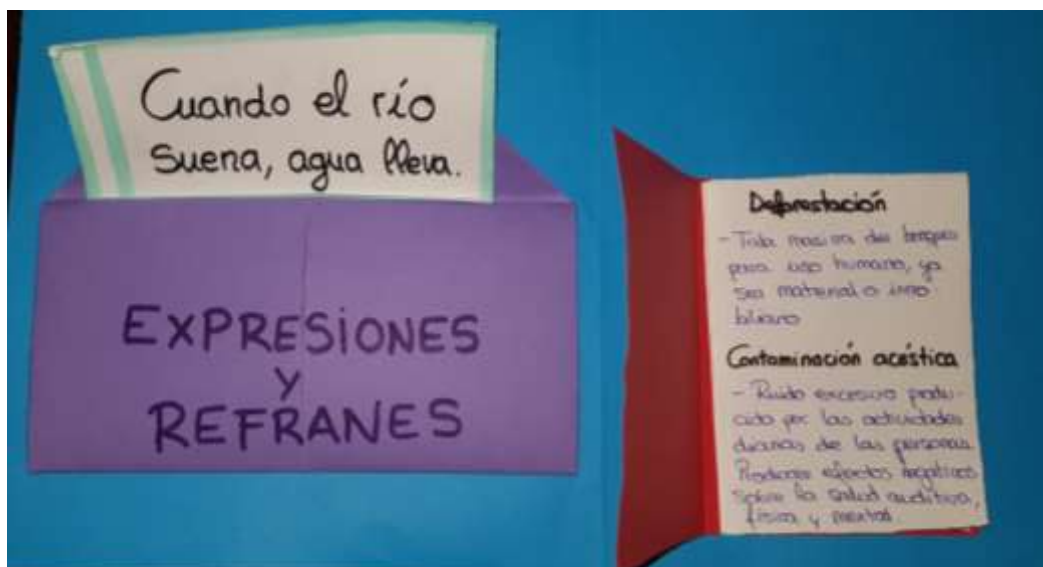 Cuando el río
suena, agua lleva.
EXPRESIONES
Y
REFRANES
Deforestación
- Tala masiva de bosques
para uso humano, ya
sea material o inmo-
biliario
Contaminación acústica
- Ruido excesivo produ-
cido por las actividades
diarias de las personas.
Produce efectos negativos
sobre la salud auditiva,
física y mental.